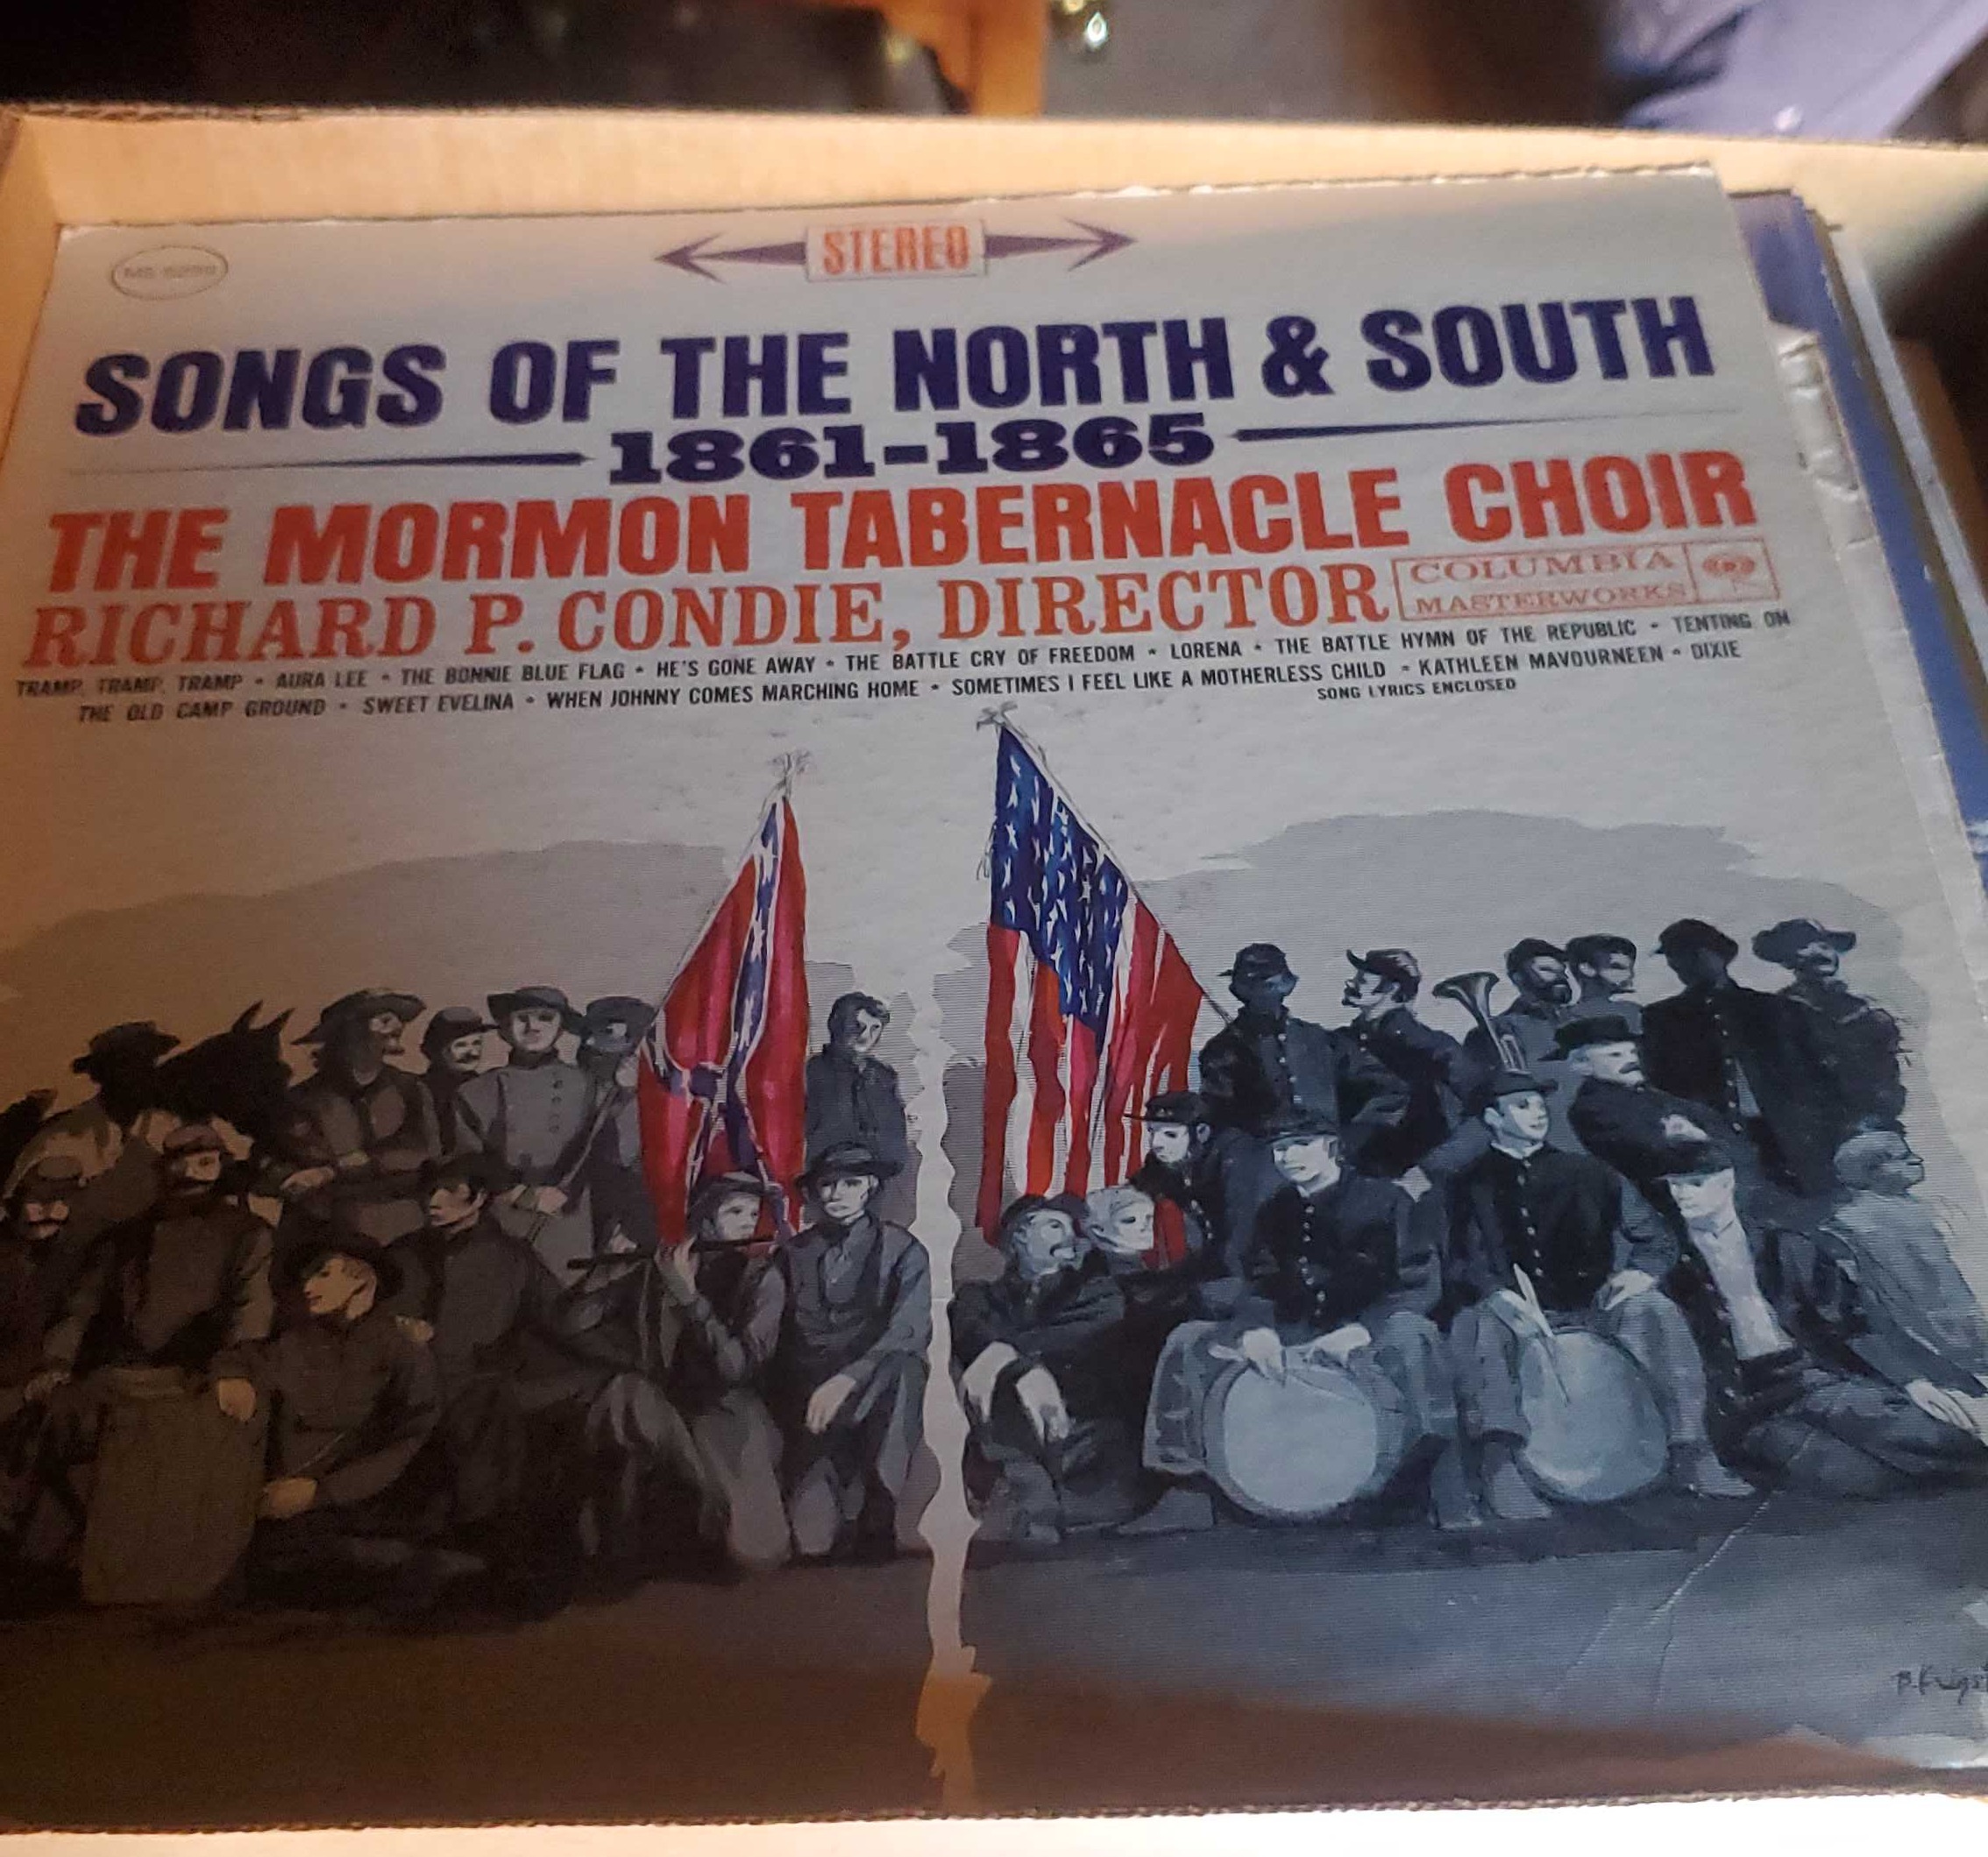 STEREO
SONGS OF THE NORTH & SOUTH
1861-1865
THE MORMON TABERNACLE CHOIR
RICHARD P. CONDIE, DIRECTOR
COLUMBIA
MASTERWORKS
TRAMP, TRAMP, TRAMP • AURA LEE • THE BONNIE BLUE FLAG • HE'S GONE AWAY • THE BATTLE CRY OF FREEDOM • LORENA • THE BATTLE HYMN OF THE REPUBLIC • TENTING ON
THE OLD CAMP GROUND • SWEET EVELINA • WHEN JOHNNY COMES MARCHING HOME • SOMETIMES I FEEL LIKE A MOTHERLESS CHILD • KATHLEEN MAVOURNEEN • DIXIE
SONG LYRICS ENCLOSED